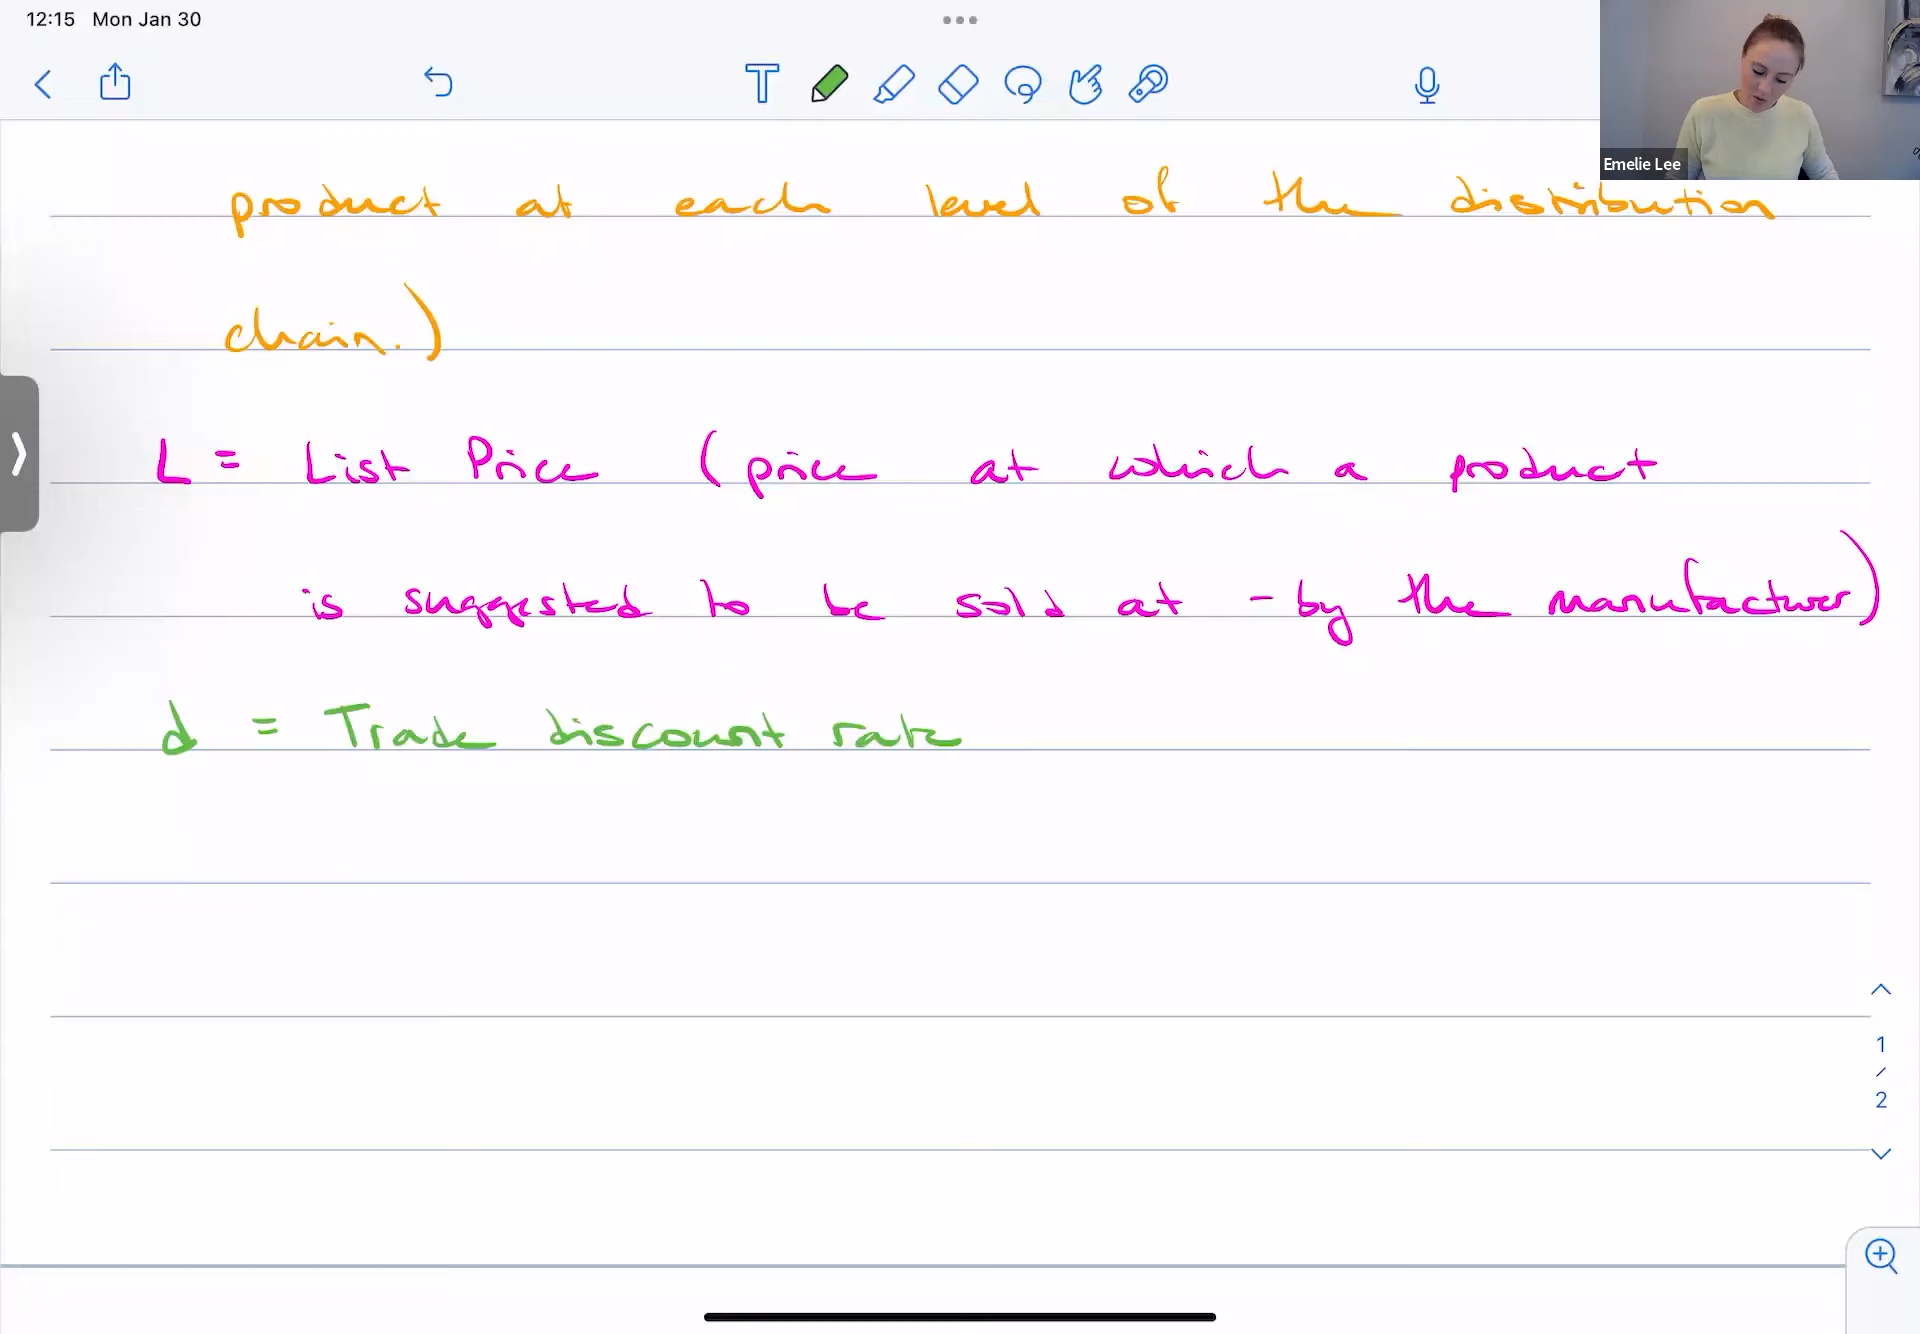 12:15 Mon Jan 30
Emelie Lee
product at each level of the distribution
chain.)
L = List Price (price at which a product
is suggested to be sold at - by the manufacturer)
d = Trade discount rate
1
/
2